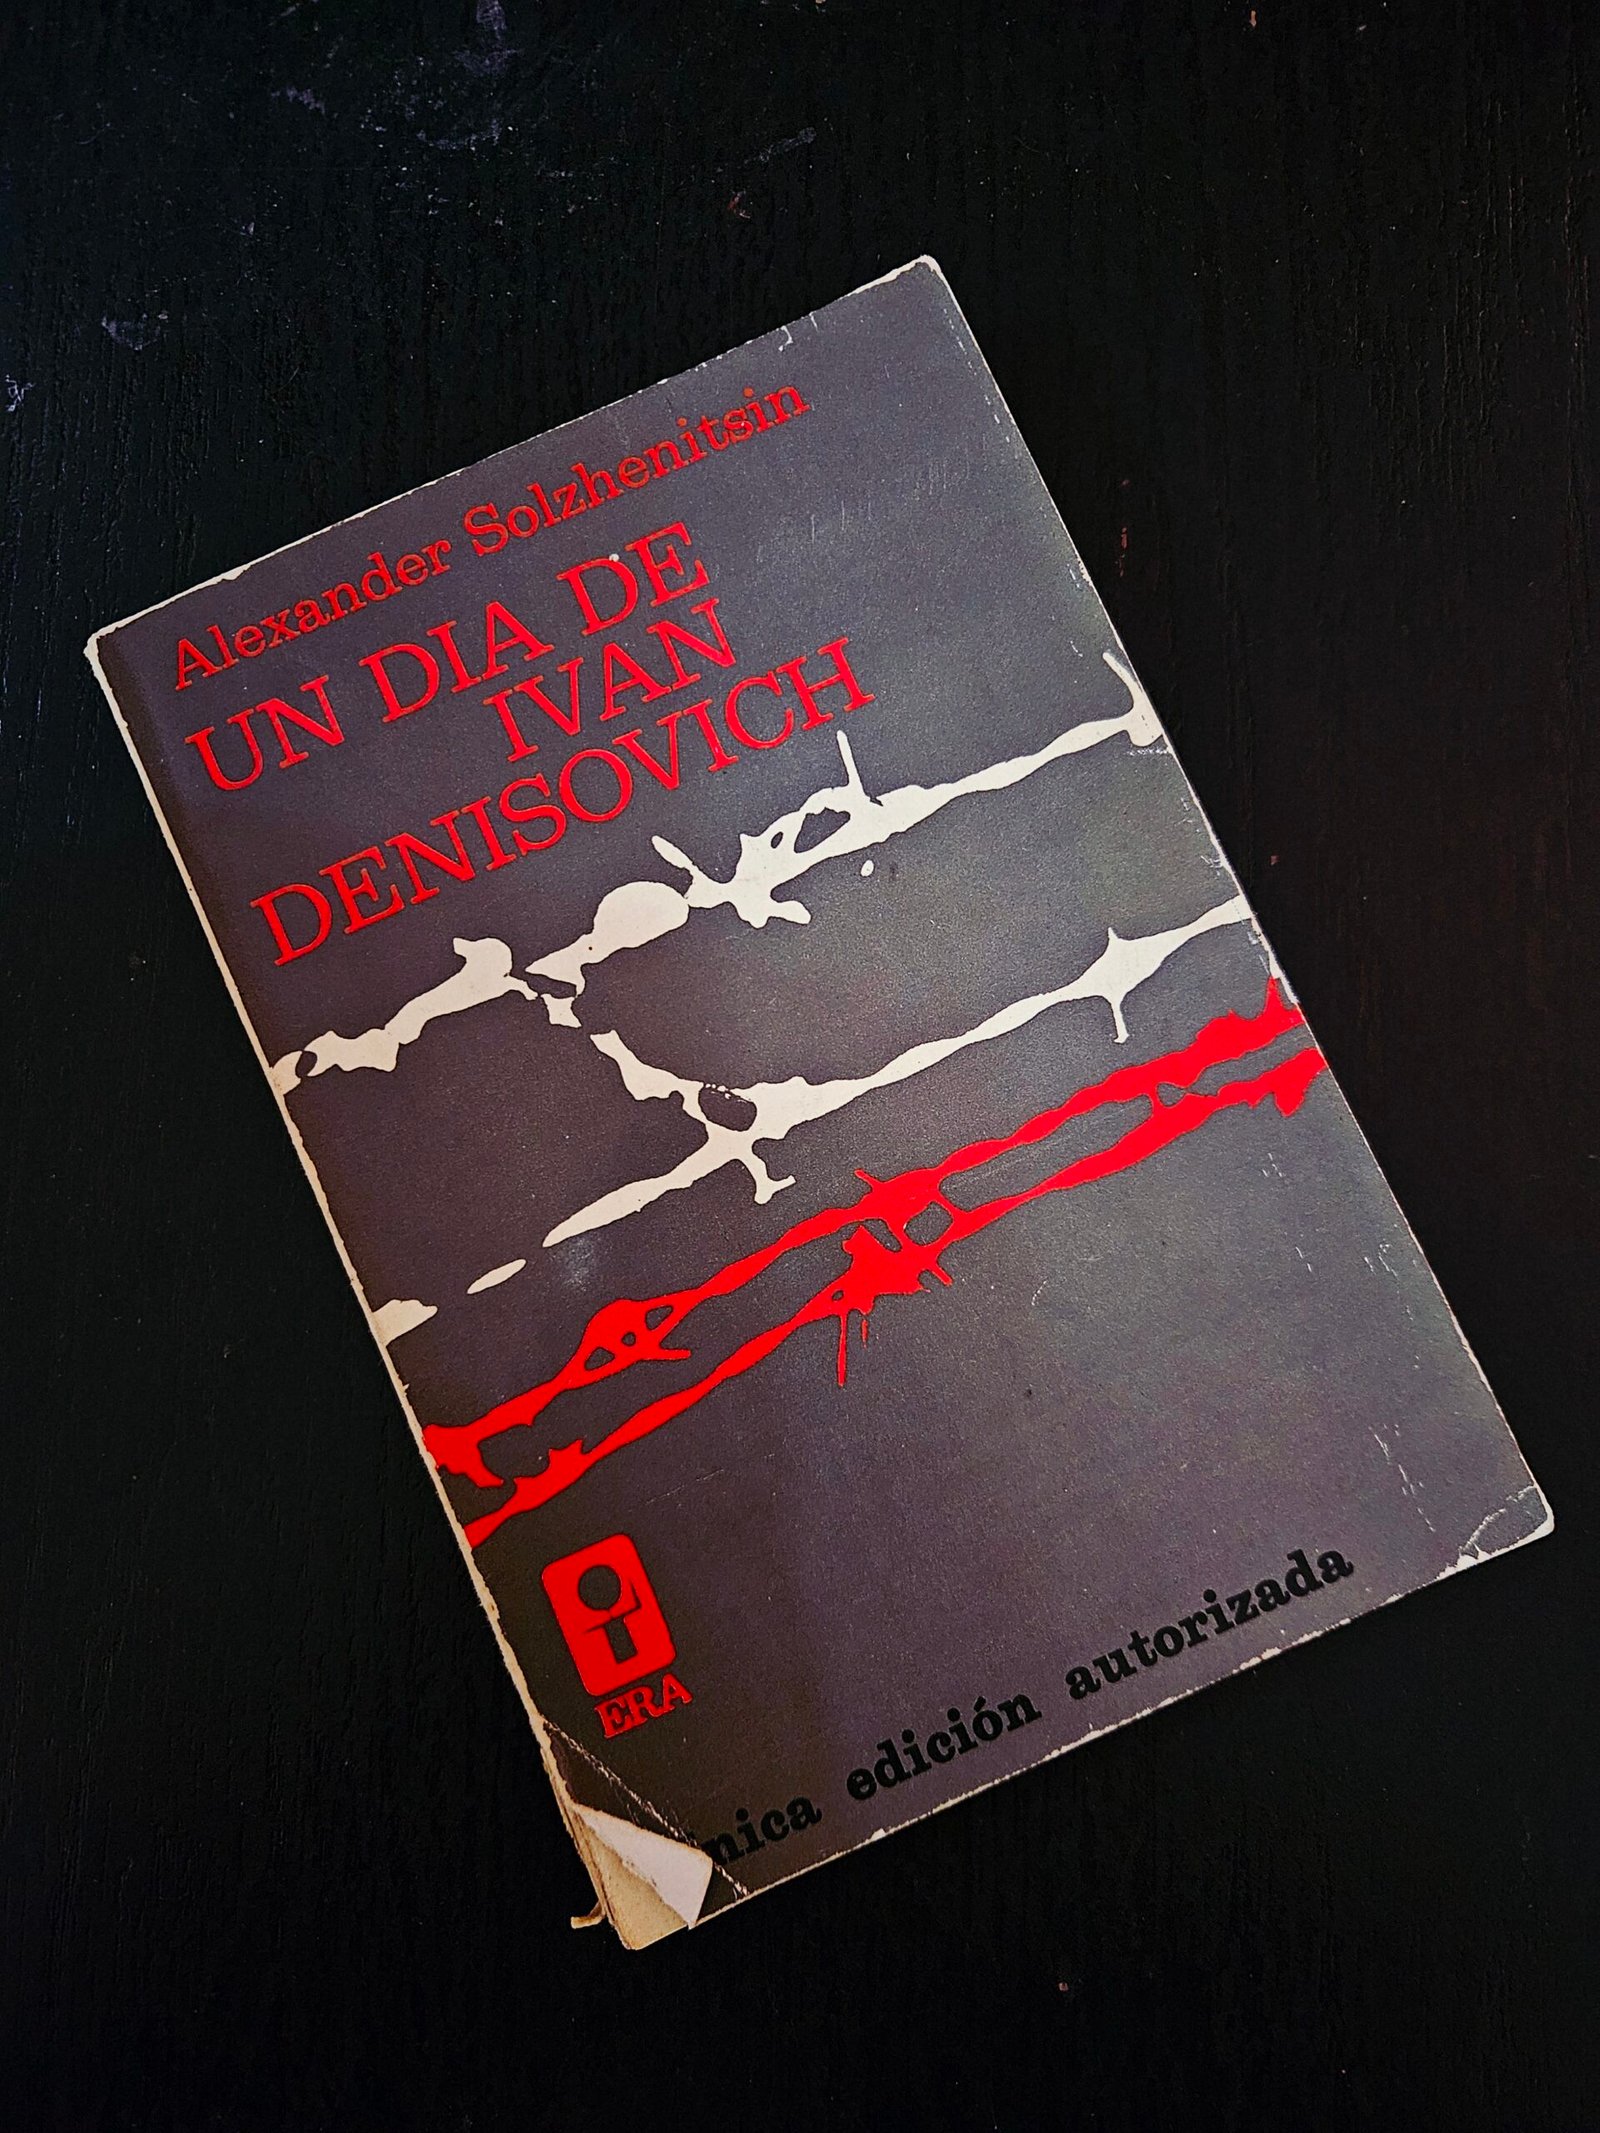 Alexander Solzhenitsin
UN DIA DE
IVAN
DENISOVICH
ERA
nica edición autorizada